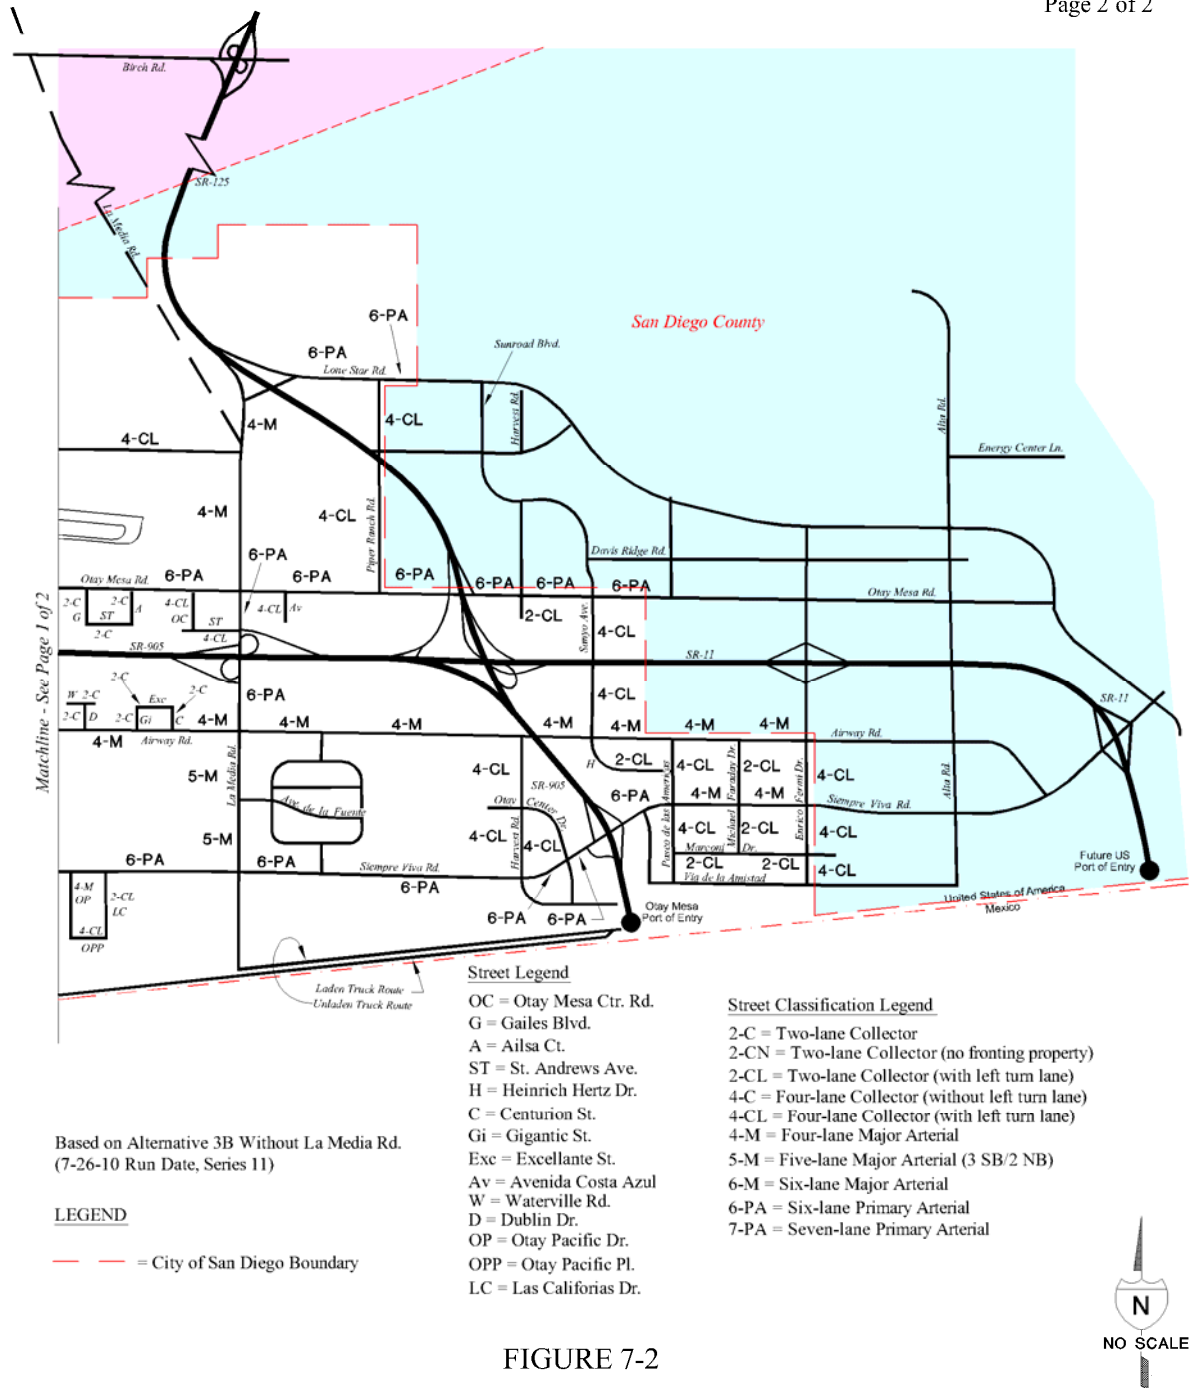 Page 2 of 2
Birch Rd.
SR-125
La Media Rd.
San Diego County
6-PA
Sunroad Blvd.
6-PA
Lone Star Rd.
4-CL
4-M
Harvest Rd.
Alta Rd.
4-CL
Energy Center Ln.
4-M
4-CL
Piper Ranch Rd.
6-PA
Davis Ridge Rd.
Otay Mesa Rd.
6-PA
6-PA
6-PA
6-PA
6-PA
6-PA
Otay Mesa Rd.
2-C
G
2-C
A
ST
2-C
4-CL
OC
ST
4-CL
4-CL
Av
2-CL
Sanyo Ave.
4-CL
SR-905
SR-11
Matchline - See Page 1 of 2
2-C
Exc
2-C
6-PA
4-CL
SR-11
W
2-C
2-C
D
2-C
Gi
C
4-M
4-M
4-M
4-M
4-M
4-M
4-M
4-M
Airway Rd.
Airway Rd.
5-M
La Media Rd.
4-CL
SR-905
H
2-CL
4-CL
2-CL
4-CL
Paseo de las Americas
Michael Faraday Dr.
Enrico Fermi Dr.
Alta Rd.
6-PA
4-M
4-M
Ave. de la Fuente
Otay Center Dr.
Siempre Viva Rd.
5-M
4-CL
Harvest Rd.
4-CL
4-CL
2-CL
4-CL
Marconi Dr.
6-PA
6-PA
Siempre Viva Rd.
2-CL
2-CL
4-CL
Via de la Amistad
Future US
Port of Entry
6-PA
4-M
OP
2-CL
LC
4-CL
OPP
6-PA
6-PA
Otay Mesa
Port of Entry
United States of America
Mexico
Laden Truck Route
Unladen Truck Route
Street Legend
OC = Otay Mesa Ctr. Rd.
G = Gailes Blvd.
A = Ailsa Ct.
ST = St. Andrews Ave.
H = Heinrich Hertz Dr.
C = Centurion St.
Gi = Gigantic St.
Exc = Excellante St.
Av = Avenida Costa Azul
W = Waterville Rd.
D = Dublin Dr.
OP = Otay Pacific Dr.
OPP = Otay Pacific Pl.
LC = Las Califorias Dr.
Street Classification Legend
2-C = Two-lane Collector
2-CN = Two-lane Collector (no fronting property)
2-CL = Two-lane Collector (with left turn lane)
4-C = Four-lane Collector (without left turn lane)
4-CL = Four-lane Collector (with left turn lane)
4-M = Four-lane Major Arterial
5-M = Five-lane Major Arterial (3 SB/2 NB)
6-M = Six-lane Major Arterial
6-PA = Six-lane Primary Arterial
7-PA = Seven-lane Primary Arterial
Based on Alternative 3B Without La Media Rd.
(7-26-10 Run Date, Series 11)
LEGEND
= City of San Diego Boundary
N
NO SCALE
FIGURE 7-2